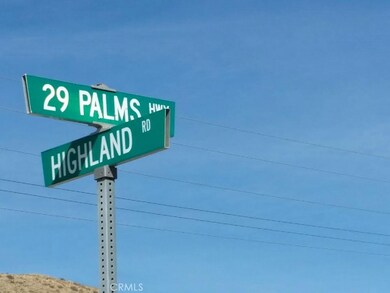 29 PALMS HWY
HIGHLAND RD
CRMLS